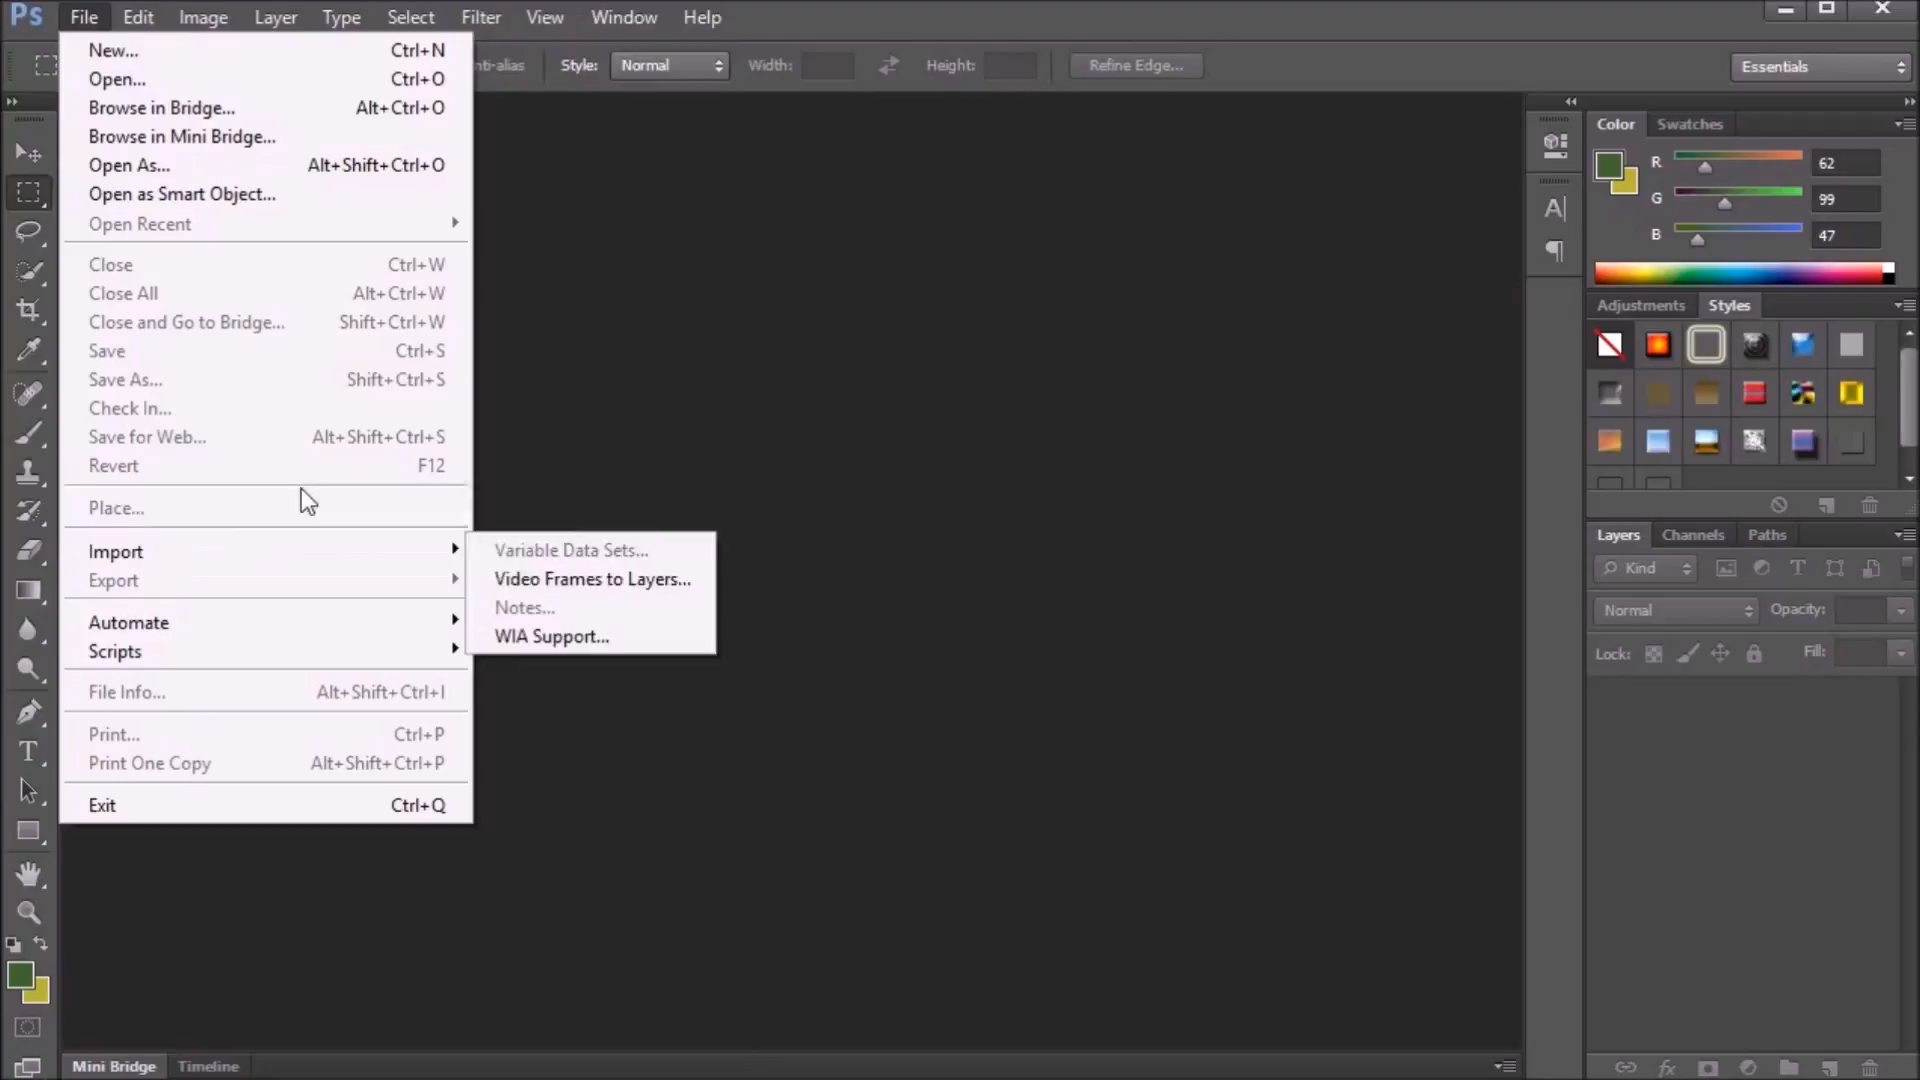 Ps File Edit Image Layer Type Select Filter View Window Help
nti-alias Style: Normal Width: Height: Refine Edge... Essentials
New... Ctrl+N
Open... Ctrl+O
Browse in Bridge... Alt+Ctrl+O
Browse in Mini Bridge...
Open As... Alt+Shift+Ctrl+O
Open as Smart Object...
Open Recent
Close Ctrl+W
Close All Alt+Ctrl+W
Close and Go to Bridge... Shift+Ctrl+W
Save Ctrl+S
Save As... Shift+Ctrl+S
Check In...
Save for Web... Alt+Shift+Ctrl+S
Revert F12
Place...
Import
Export
Automate
Scripts
File Info... Alt+Shift+Ctrl+I
Print... Ctrl+P
Print One Copy Alt+Shift+Ctrl+P
Exit Ctrl+Q
Variable Data Sets...
Video Frames to Layers...
Notes...
WIA Support...
Color Swatches
R 62
G 99
B 47
Adjustments Styles
Layers Channels Paths
Kind
Normal Opacity:
Lock: Fill:
Mini Bridge Timeline